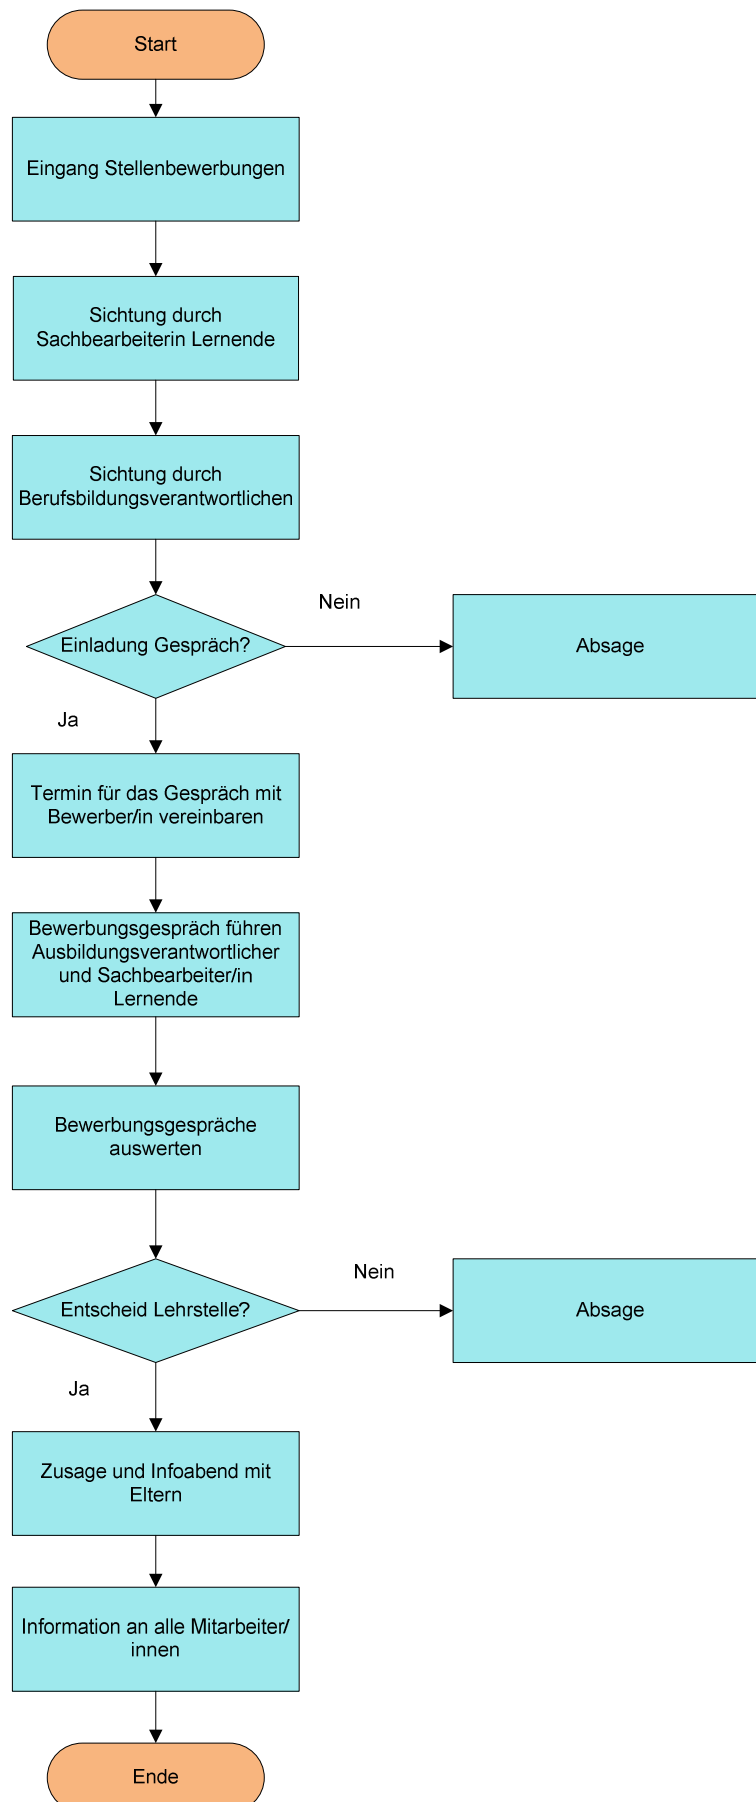 Start
Eingang Stellenbewerbungen
Sichtung durch
Sachbearbeiterin Lernende
Sichtung durch
Berufsbildungsverantwortlichen
Einladung Gespräch?
Nein
Absage
Ja
Termin für das Gespräch mit
Bewerber/in vereinbaren
Bewerbungsgespräch führen
Ausbildungsverantwortlicher
und Sachbearbeiter/in
Lernende
Bewerbungsgespräche
auswerten
Entscheid Lehrstelle?
Nein
Absage
Ja
Zusage und Infoabend mit
Eltern
Information an alle Mitarbeiter/
innen
Ende